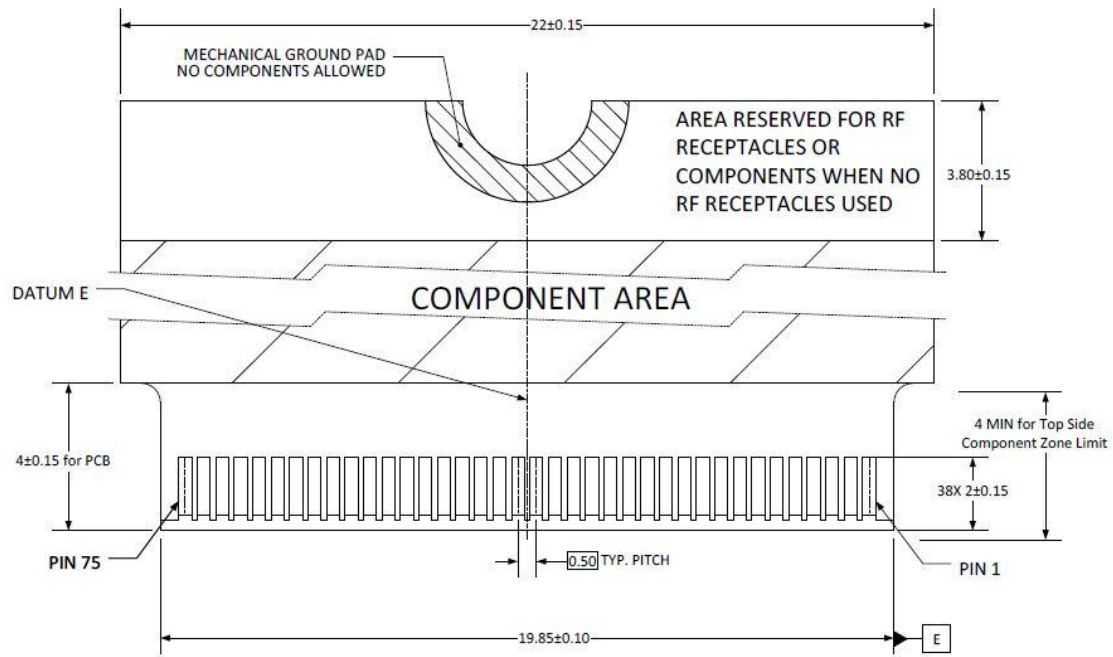 22±0.15
MECHANICAL GROUND PAD
NO COMPONENTS ALLOWED
AREA RESERVED FOR RF
RECEPTACLES OR
COMPONENTS WHEN NO
RF RECEPTACLES USED
3.80±0.15
DATUM E
COMPONENT AREA
4±0.15 for PCB
4 MIN for Top Side
Component Zone Limit
38X 2±0.15
PIN 75
0.50 TYP. PITCH
PIN 1
19.85±0.10
E